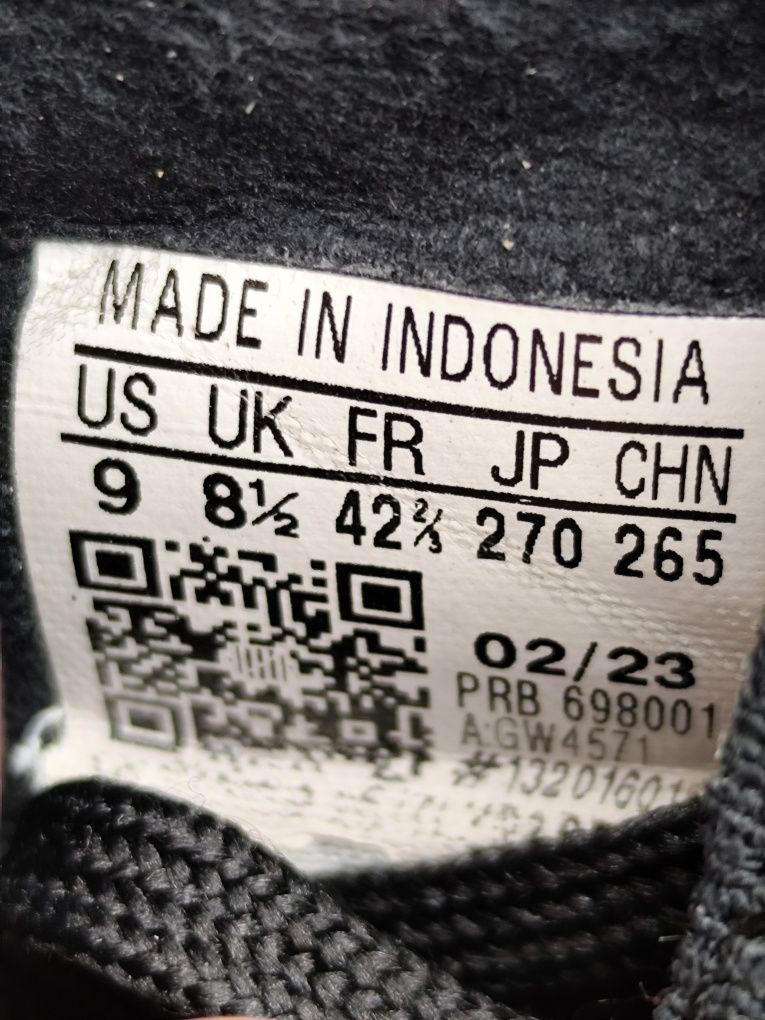 MADE IN INDONESIA
US UK FR JP CHN
9 8½ 42⅔ 270 265
02/23
PRB 698001
A:GW4571
#13201601